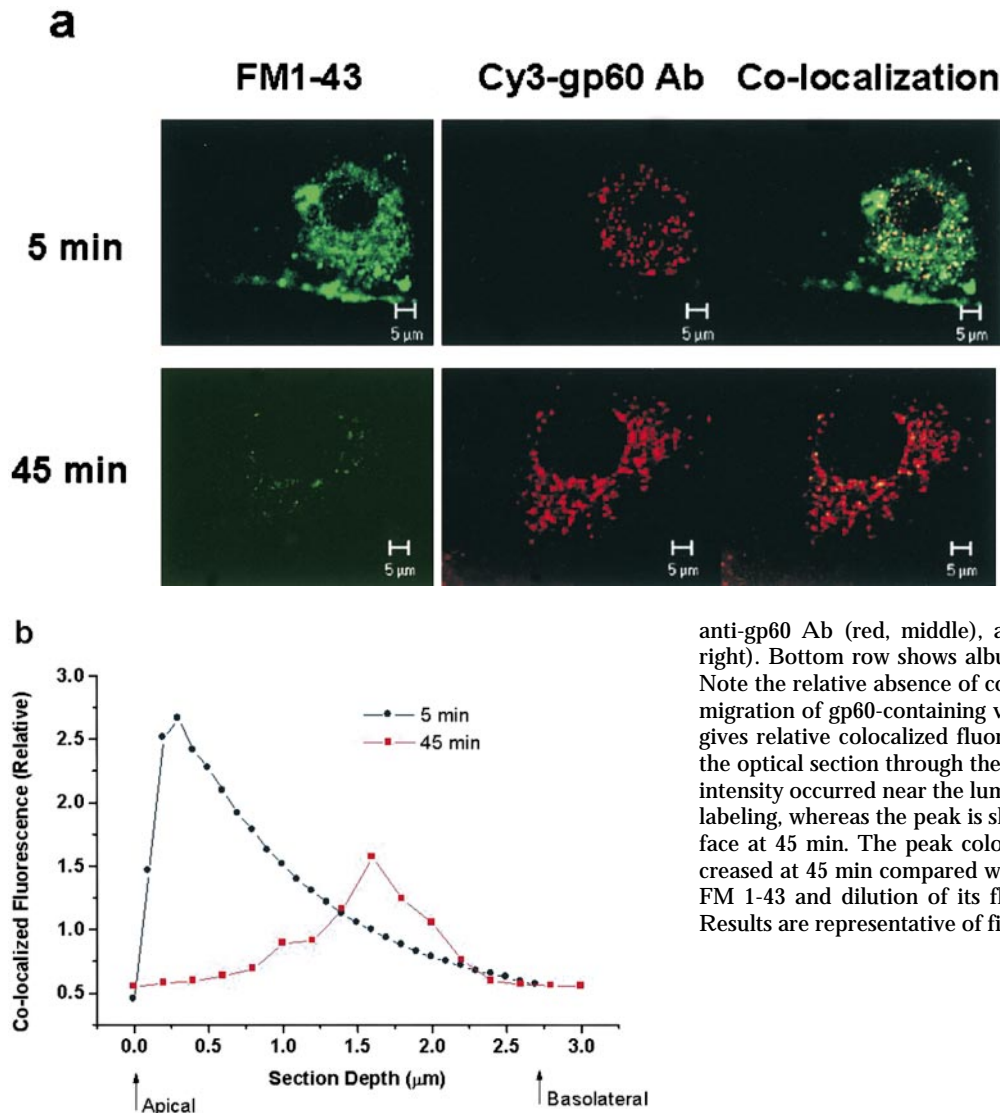 a
FM1-43 Cy3-gp60 Ab Co-localization
5 min
5 µm 5 µm 5 µm
45 min
5 µm 5 µm 5 µm
b
Co-localized Fluorescence (Relative)
3.0
2.5
2.0
1.5
1.0
0.5
5 min
45 min
0.0 0.5 1.0 1.5 2.0 2.5 3.0
Section Depth (µm)
Apical
Basolateral
anti-gp60 Ab (red, middle), a
right). Bottom row shows albu
Note the relative absence of co
migration of gp60-containing v
gives relative colocalized fluor
the optical section through the
intensity occurred near the lum
labeling, whereas the peak is sl
face at 45 min. The peak colo
creased at 45 min compared w
FM 1-43 and dilution of its fl
Results are representative of fi